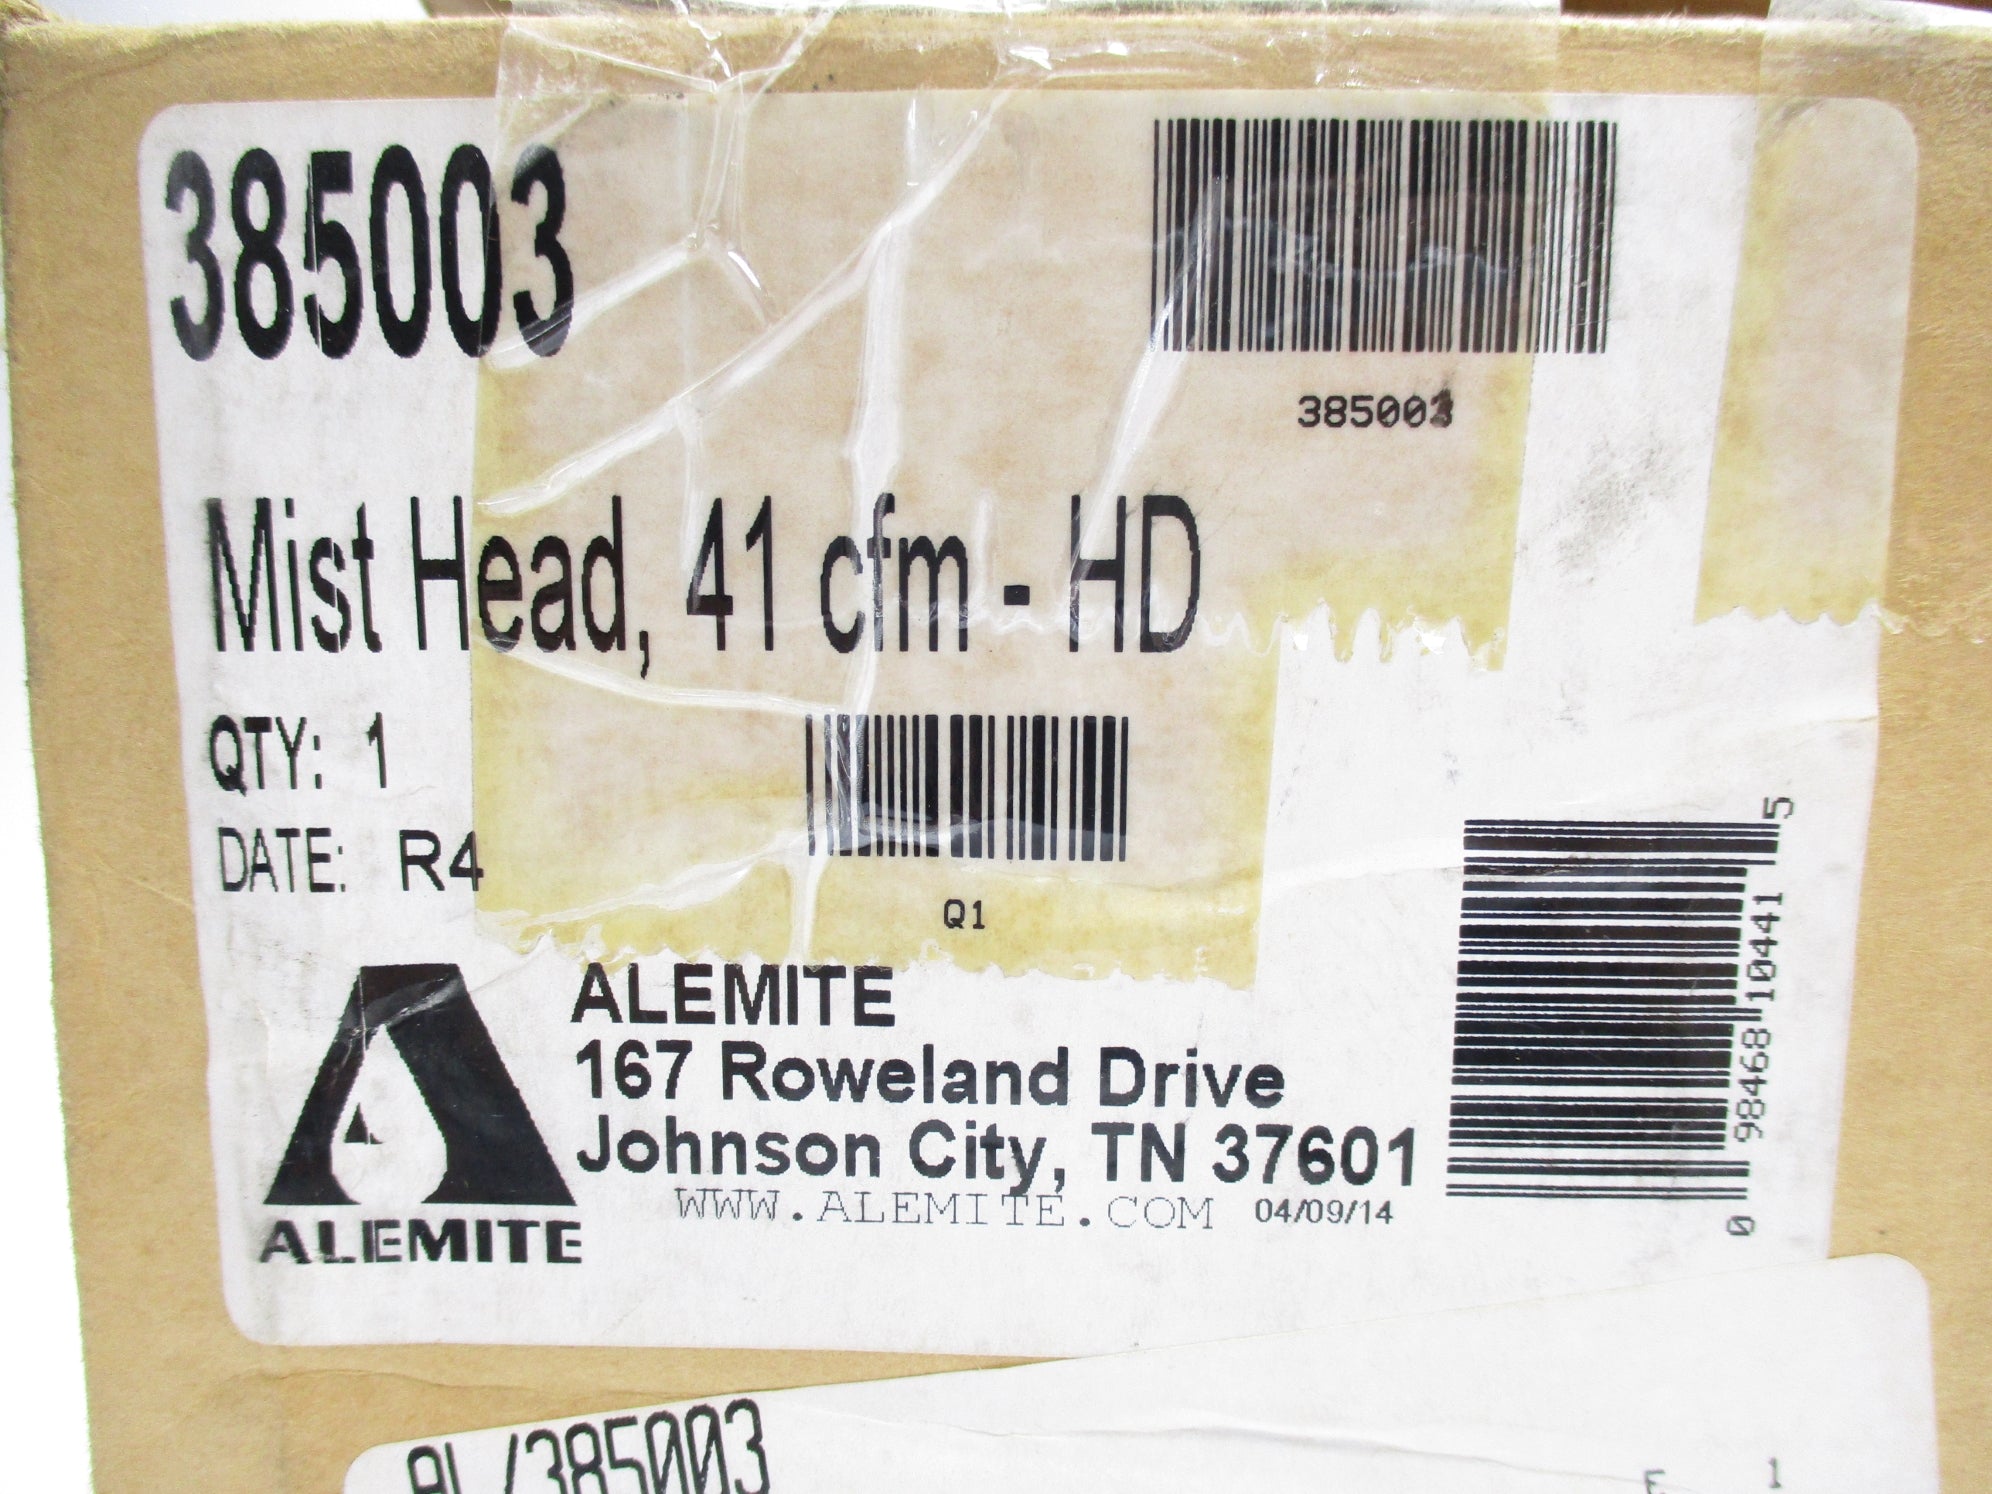 385003
385003
Mist Head, 41 cfm - HD
QTY: 1
DATE: R4
Q1
ALEMITE
167 Roweland Drive
Johnson City, TN 37601
WWW.ALEMITE.COM 04/09/14
ALEMITE
0 98468 10441 5
/385003
1